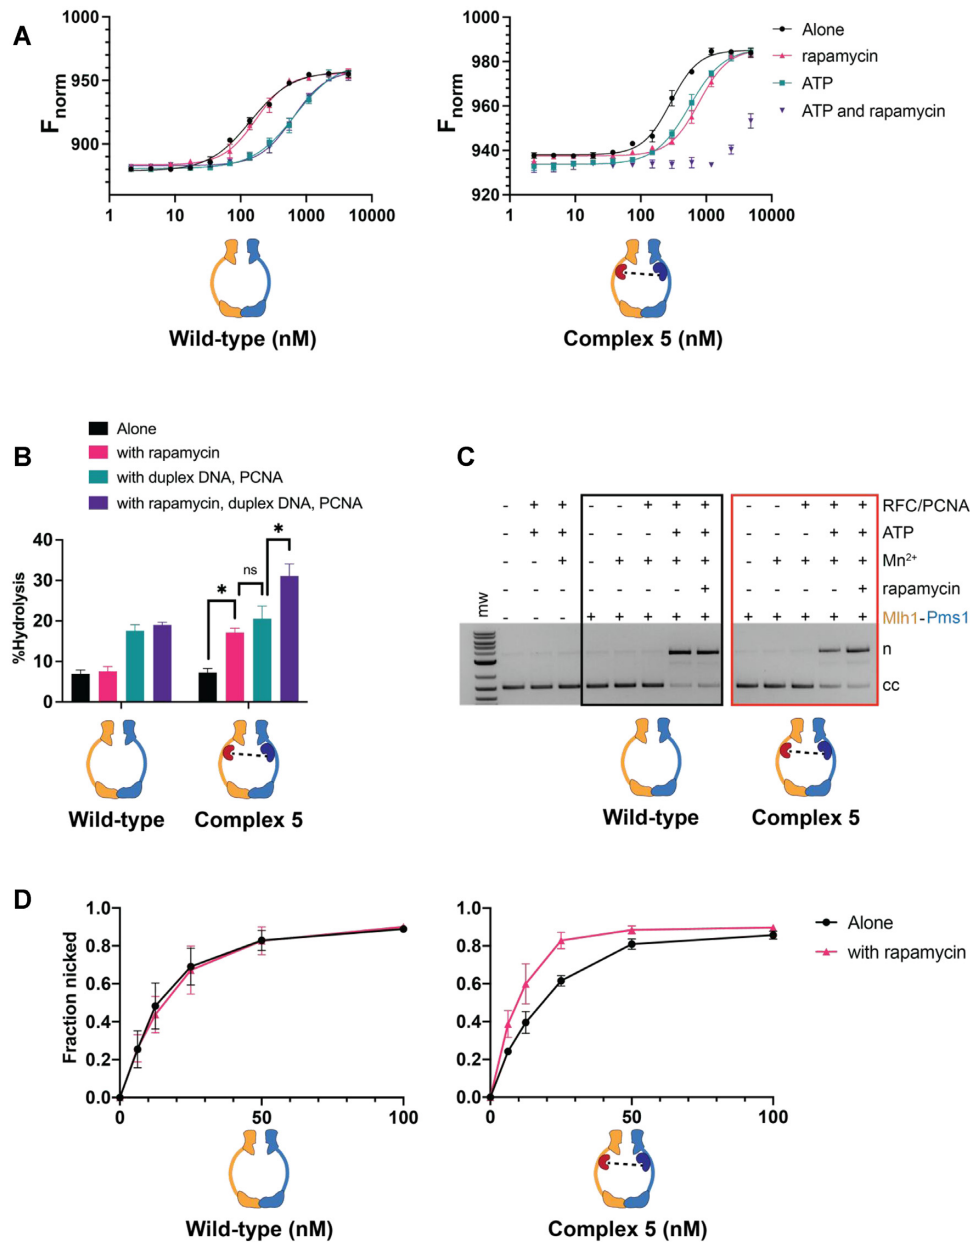 A
1000
950
900
F norm
1 10 100 1000 10000
Wild-type (nM)
1000
980
960
940
920
F norm
1 10 100 1000 10000
Complex 5 (nM)
Alone
rapamycin
ATP
ATP and rapamycin
B
Alone
with rapamycin
with duplex DNA, PCNA
with rapamycin, duplex DNA, PCNA
40
30
20
10
0
%Hydrolysis
* ns *
Wild-type Complex 5
C
- + + - - + + + - - + + + RFC/PCNA
- + + - - - + + - - - + + ATP
- - + - + + + + - + + + + Mn2+
- - - - - - - + - - - - + rapamycin
- - - + + + + + + + + + + Mlh1-Pms1
mw
n
cc
Wild-type Complex 5
D
1.0
0.8
0.6
0.4
0.2
0.0
Fraction nicked
0 50 100
Wild-type (nM)
1.0
0.8
0.6
0.4
0.2
0.0
0 50 100
Complex 5 (nM)
Alone
with rapamycin